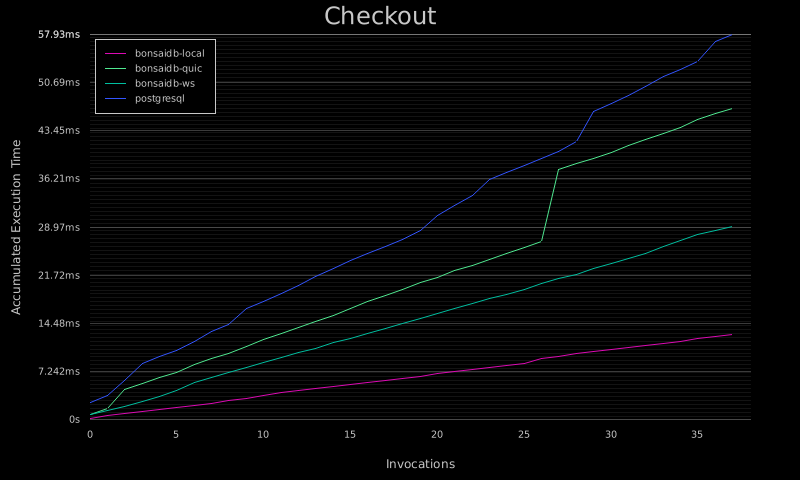 Checkout
57.93ms
50.69ms
43.45ms
36.21ms
28.97ms
21.72ms
14.48ms
7.242ms
0s
bonsaidb-local
bonsaidb-quic
bonsaidb-ws
postgresql
Accumulated Execution Time
0 5 10 15 20 25 30 35
Invocations